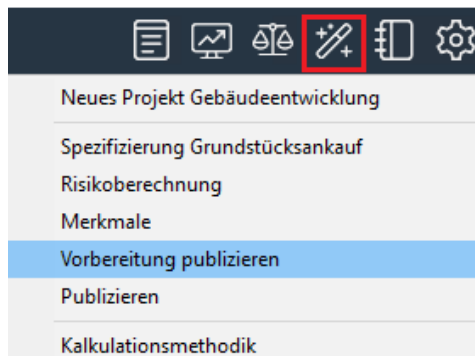 Neues Projekt Gebäudeentwicklung
Spezifizierung Grundstücksankauf
Risikoberechnung
Merkmale
Vorbereitung publizieren
Publizieren
Kalkulationsmethodik